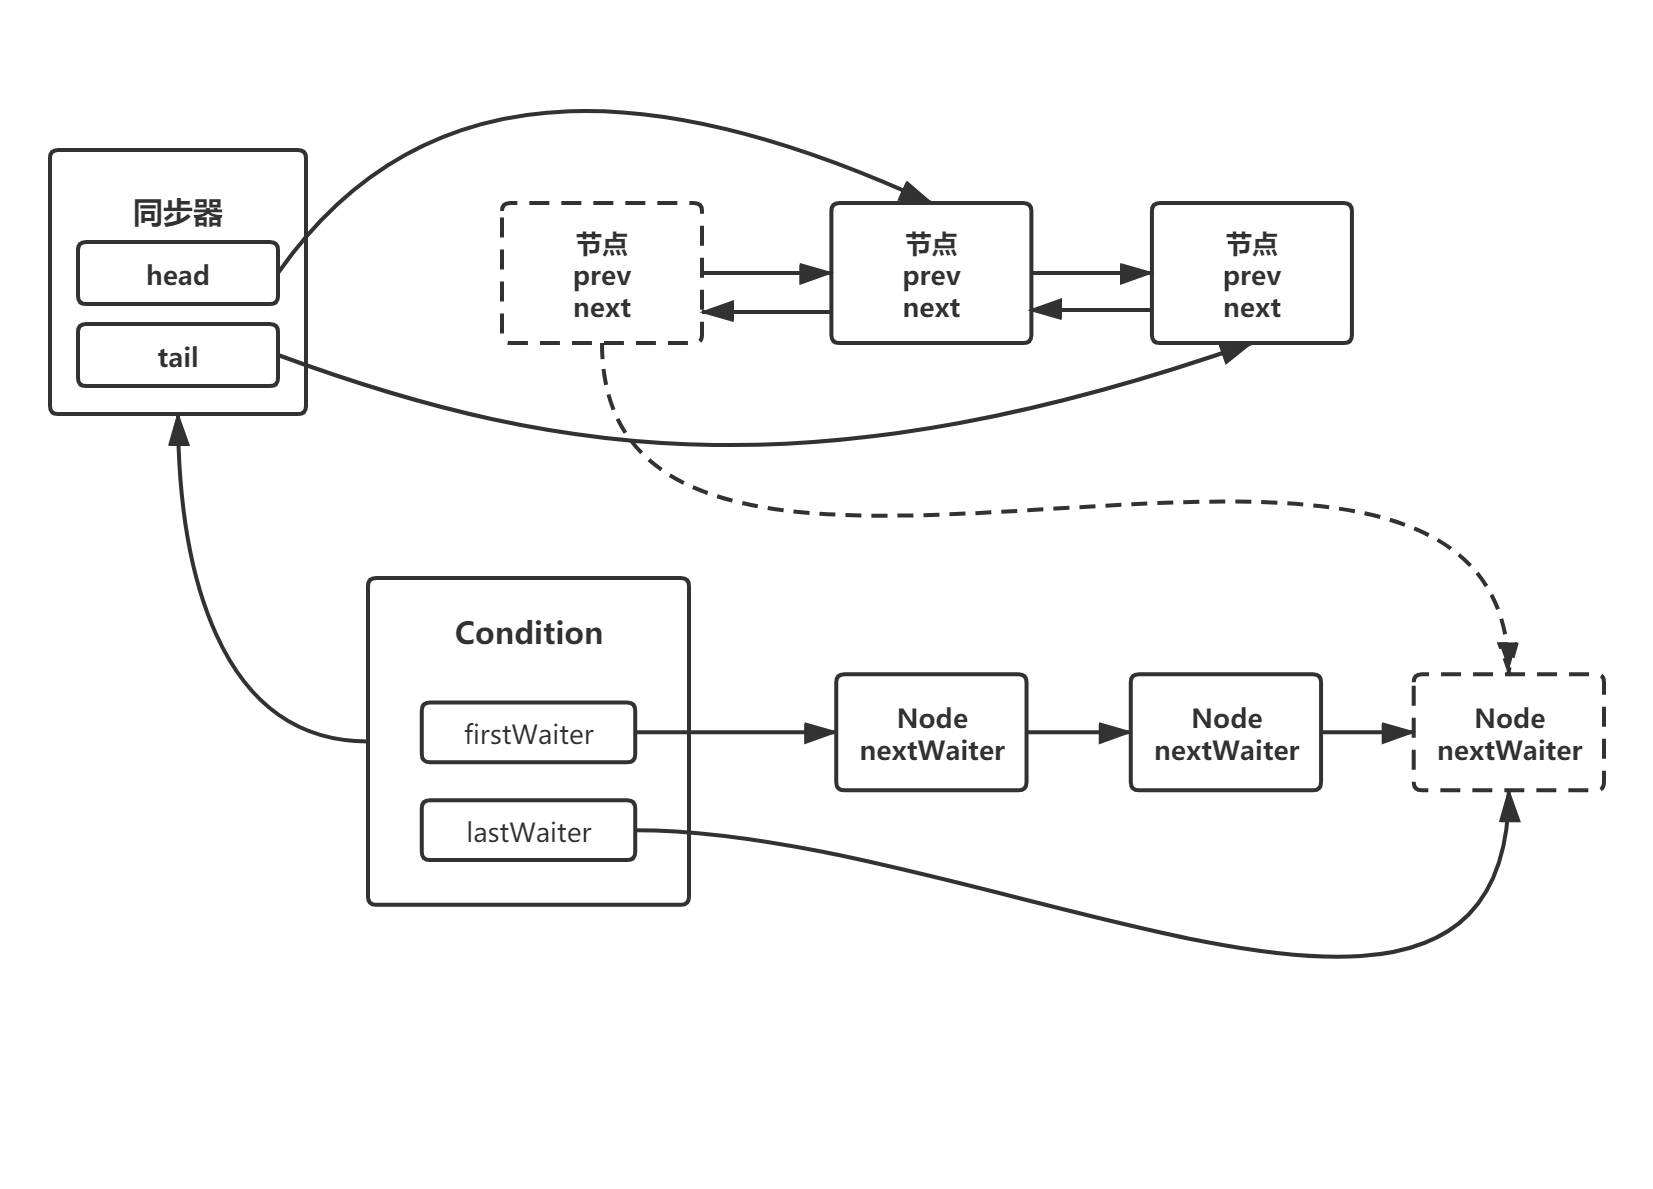 同步器
head
tail
节点
prev
next
节点
prev
next
节点
prev
next
Condition
firstWaiter
lastWaiter
Node
nextWaiter
Node
nextWaiter
Node
nextWaiter